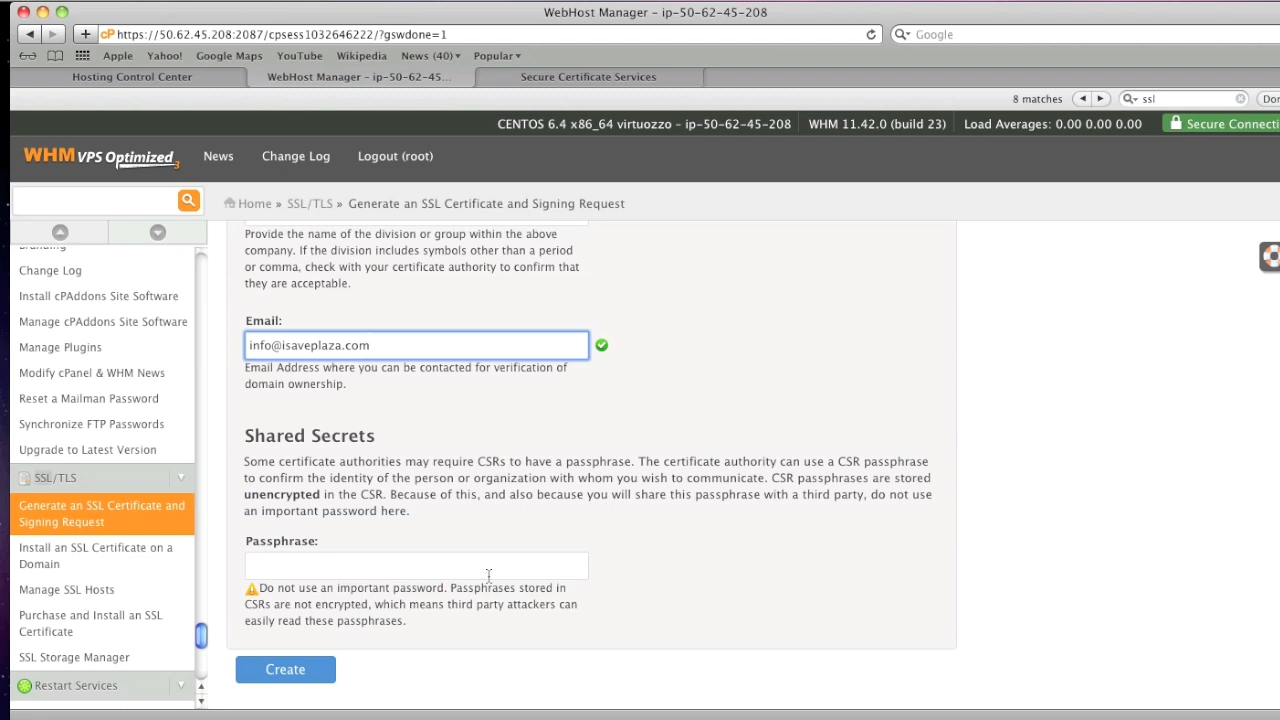 WebHost Manager – ip-50-62-45-208
https://50.62.45.208:2087/cpsess1032646222/?gswdone=1
Google
Apple Yahoo! Google Maps YouTube Wikipedia News (40) Popular
Hosting Control Center
WebHost Manager – ip-50-62-45...
Secure Certificate Services
8 matches
ssl
Don
CENTOS 6.4 x86_64 virtuozzo – ip-50-62-45-208
WHM 11.42.0 (build 23)
Load Averages: 0.00 0.00 0.00
Secure Connecti
WHM VPS Optimized 3
News
Change Log
Logout (root)
Home » SSL/TLS » Generate an SSL Certificate and Signing Request
Branding
Change Log
Install cPAddons Site Software
Manage cPAddons Site Software
Manage Plugins
Modify cPanel & WHM News
Reset a Mailman Password
Synchronize FTP Passwords
Upgrade to Latest Version
SSL/TLS
Generate an SSL Certificate and
Signing Request
Install an SSL Certificate on a
Domain
Manage SSL Hosts
Purchase and Install an SSL
Certificate
SSL Storage Manager
Restart Services
Provide the name of the division or group within the above
company. If the division includes symbols other than a period
or comma, check with your certificate authority to confirm that
they are acceptable.
Email:
info@isaveplaza.com
Email Address where you can be contacted for verification of
domain ownership.
Shared Secrets
Some certificate authorities may require CSRs to have a passphrase. The certificate authority can use a CSR passphrase
to confirm the identity of the person or organization with whom you wish to communicate. CSR passphrases are stored
unencrypted in the CSR. Because of this, and also because you will share this passphrase with a third party, do not use
an important password here.
Passphrase:
Do not use an important password. Passphrases stored in
CSRs are not encrypted, which means third party attackers can
easily read these passphrases.
Create